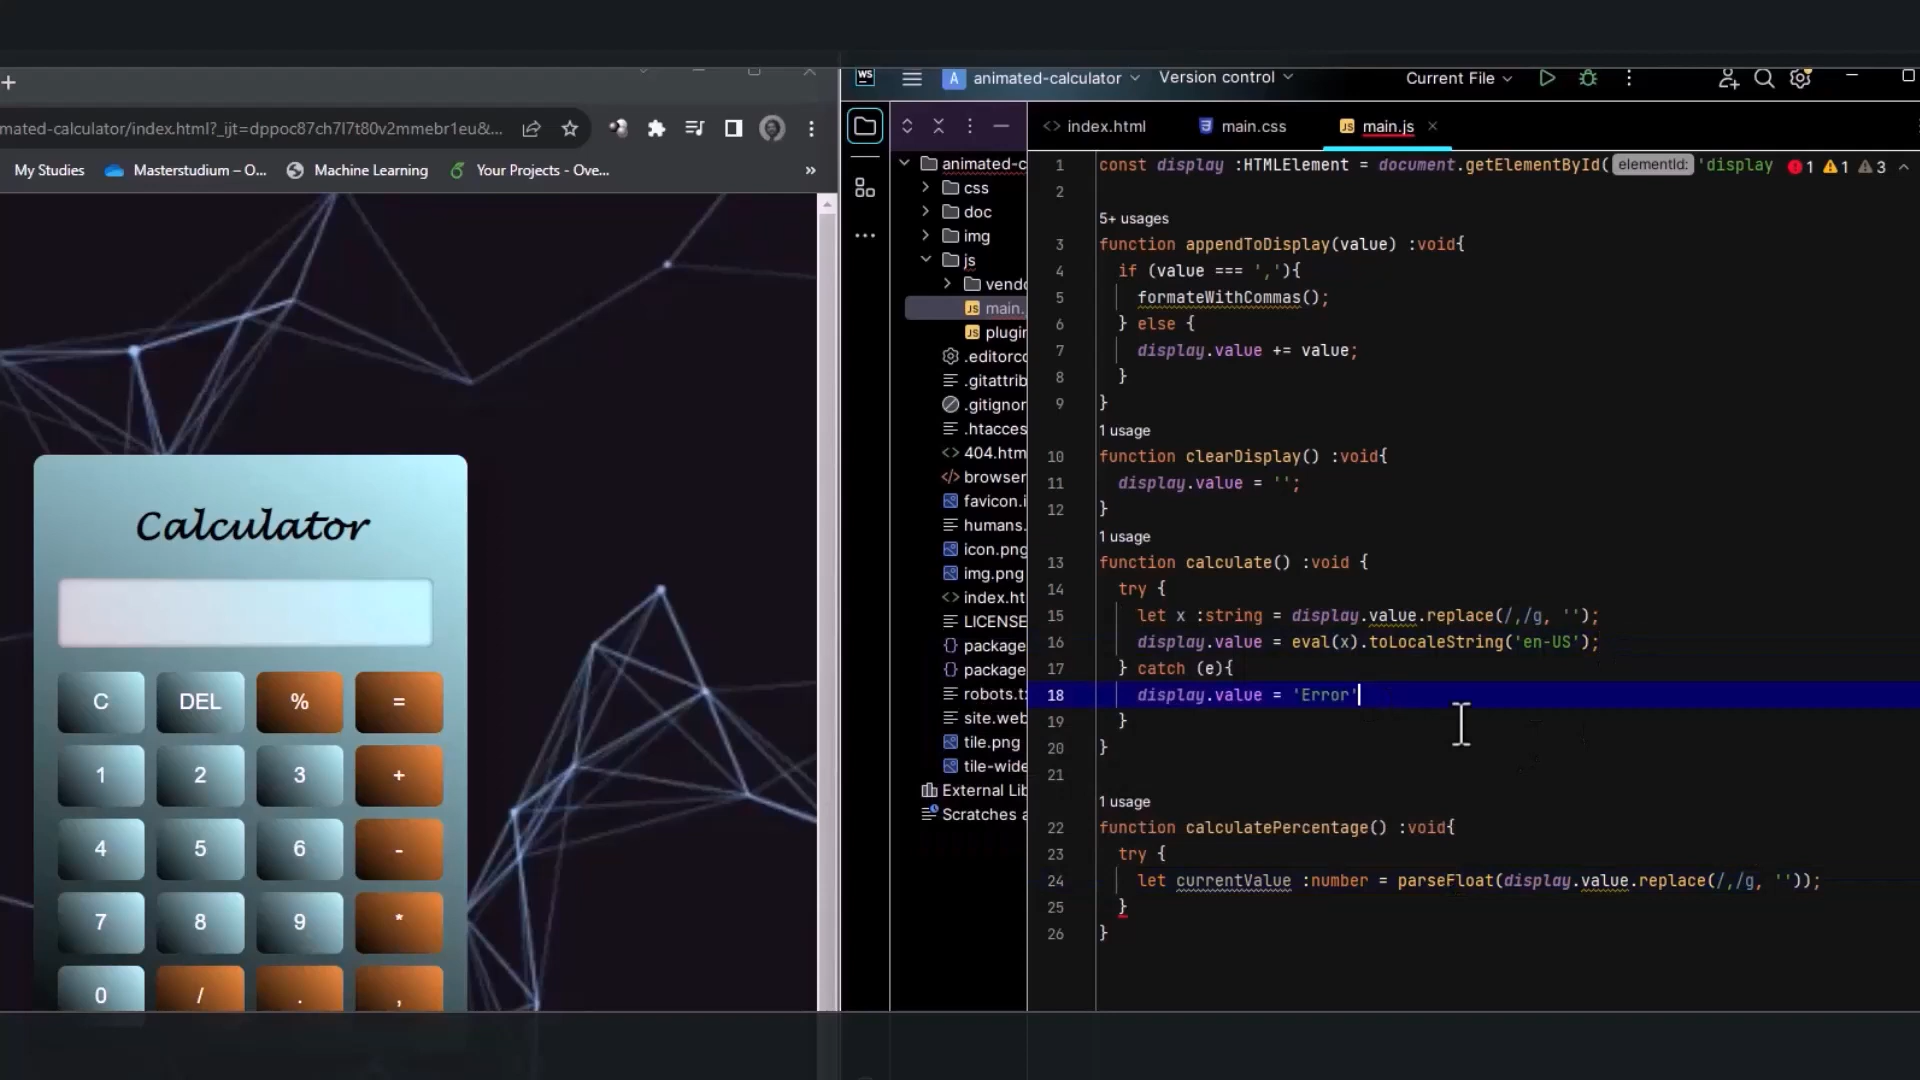 +
mated-calculator/index.html?_ijt=dppoc87ch7l7t80v2mmebr1eu&...
My Studies
Masterstudium – O...
Machine Learning
Your Projects - Ove...
»
Calculator
C DEL % =
1 2 3 +
4 5 6 -
7 8 9 *
0 / . ,
WS
A animated-calculator
Version control
Current File
animated-c
css
doc
img
js
vendo
JS main.
JS plugin
.editorco
.gitattrib
.gitignor
.htacces
<> 404.htm
</> browser
favicon.i
humans.
icon.png
img.png
<> index.ht
LICENSE
{} package
{} package
robots.tx
site.web
tile.png
tile-wide
External Lib
Scratches a
<> index.html
main.css
JS main.js
1 const display :HTMLElement = document.getElementById( elementId: 'display
1 1 3
2
5+ usages
3 function appendToDisplay(value) :void{
4 if (value === ','){
5 formateWithCommas();
6 } else {
7 display.value += value;
8 }
9 }
1 usage
10 function clearDisplay() :void{
11 display.value = '';
12 }
1 usage
13 function calculate() :void {
14 try {
15 let x :string = display.value.replace(/,/g, '');
16 display.value = eval(x).toLocaleString('en-US');
17 } catch (e){
18 display.value = 'Error'
19 }
20 }
21
1 usage
22 function calculatePercentage() :void{
23 try {
24 let currentValue :number = parseFloat(display.value.replace(/,/g, ''));
25 }
26 }